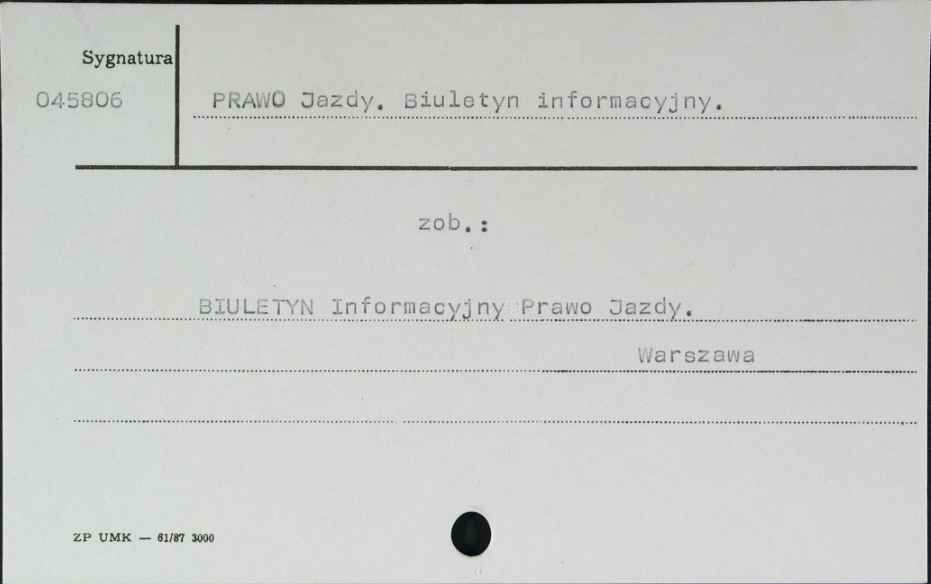 Sygnatura
045806
PRAWO Jazdy. Biuletyn informacyjny.
zob.:
BIULETYN Informacyjny Prawo Jazdy.
Warszawa
ZP UMK — 61/87 3000